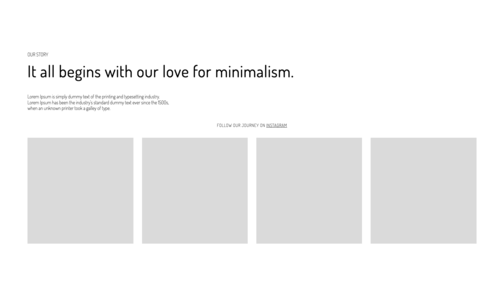 OUR STORY
It all begins with our love for minimalism.
Lorem Ipsum is simply dummy text of the printing and typesetting industry.
Lorem Ipsum has been the industry's standard dummy text ever since the 1500s,
when an unknown printer took a galley of type
FOLLOW OUR JOURNEY ON INSTAGRAM